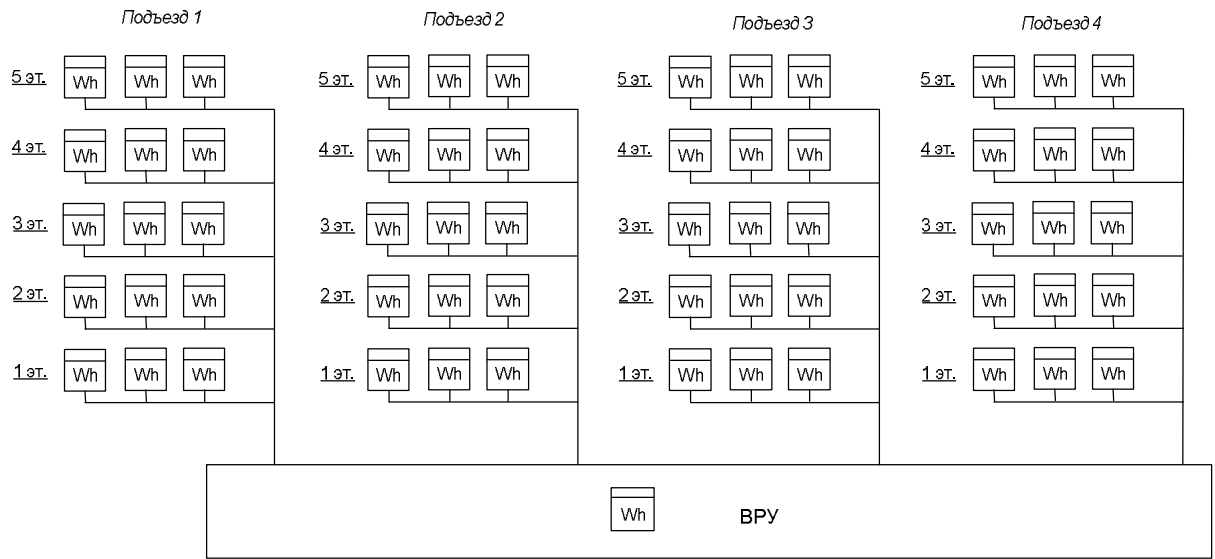 Подъезд 1 Подъезд 2 Подъезд 3 Подъезд 4
5 эт. Wh Wh Wh 5 эт. Wh Wh Wh 5 эт. Wh Wh Wh 5 эт. Wh Wh Wh
4 эт. Wh Wh Wh 4 эт. Wh Wh Wh 4 эт. Wh Wh Wh 4 эт. Wh Wh Wh
3 эт. Wh Wh Wh 3 эт. Wh Wh Wh 3 эт. Wh Wh Wh 3 эт. Wh Wh Wh
2 эт. Wh Wh Wh 2 эт. Wh Wh Wh 2 эт. Wh Wh Wh 2 эт. Wh Wh Wh
1 эт. Wh Wh Wh 1 эт. Wh Wh Wh 1 эт. Wh Wh Wh 1 эт. Wh Wh Wh
Wh ВРУ